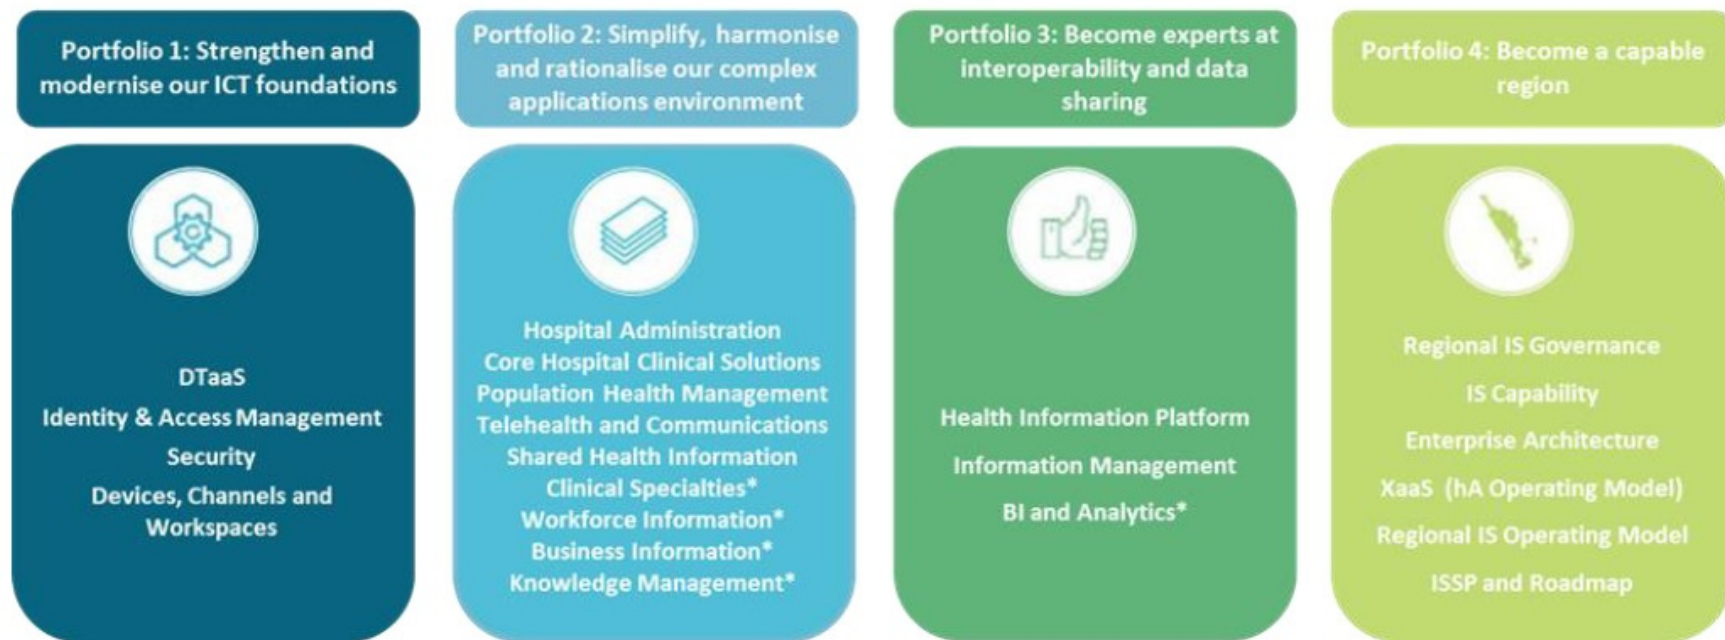 Portfolio 1: Strengthen and
modernise our ICT foundations
DTaaS
Identity & Access Management
Security
Devices, Channels and
Workspaces
Portfolio 2: Simplify, harmonise
and rationalise our complex
applications environment
Hospital Administration
Core Hospital Clinical Solutions
Population Health Management
Telehealth and Communications
Shared Health Information
Clinical Specialties*
Workforce Information*
Business Information*
Knowledge Management*
Portfolio 3: Become experts at
interoperability and data
sharing
Health Information Platform
Information Management
BI and Analytics*
Portfolio 4: Become a capable
region
Regional IS Governance
IS Capability
Enterprise Architecture
XaaS (hA Operating Model)
Regional IS Operating Model
ISSP and Roadmap